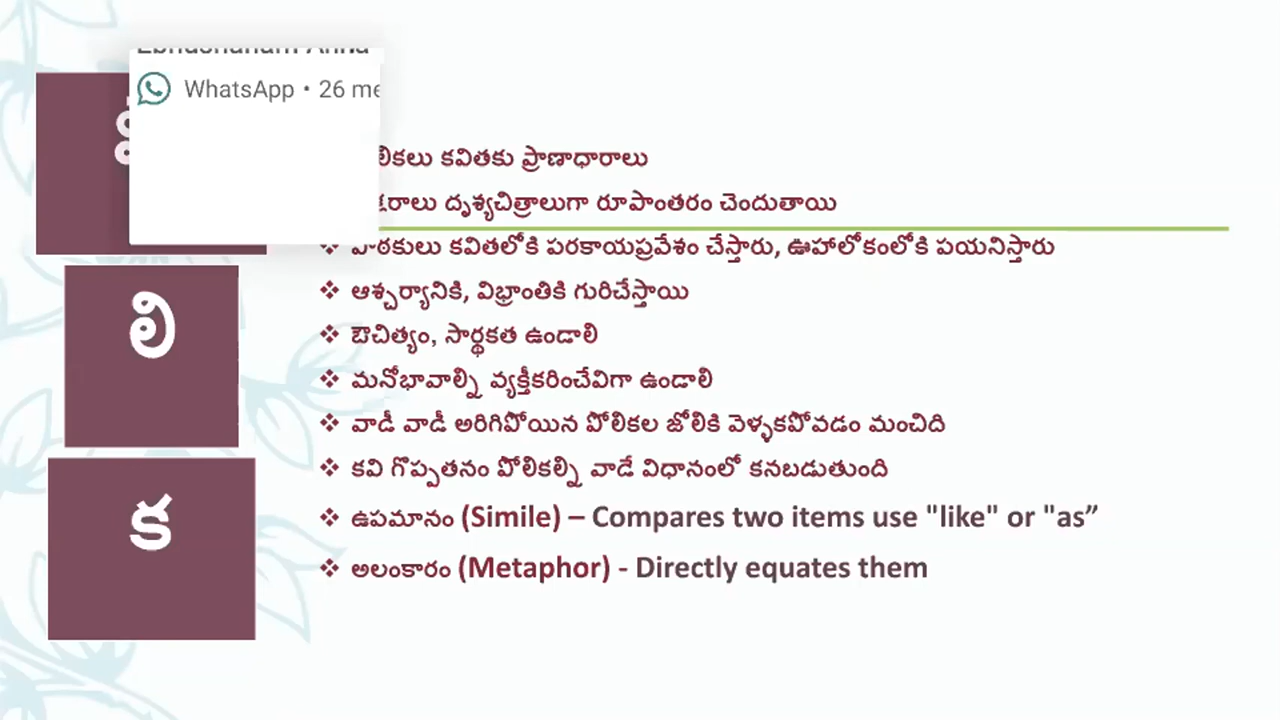 WhatsApp • 26
కవితకు ప్రాణాధారాలు
దృశ్యచిత్రాలుగా రూపాంతరం చెందుతాయి
పాఠకులు కవితలోకి పరకాయప్రవేశం చేస్తారు, ఊహాలోకంలోకి పయనిస్తారు
❖ ఆశ్చర్యానికి, విభ్రాంతికి గురిచేస్తాయి
❖ ఔచిత్యం, సార్థకత ఉండాలి
❖ మనోభావాల్ని వ్యక్తీకరించేవిగా ఉండాలి
❖ వాడీ వాడీ అరిగిపోయిన పోలికల జోలికి వెళ్ళకపోవడం మంచిది
❖ కవి గొప్పతనం పోలికల్ని వాడే విధానంలో కనబడుతుంది
❖ ఉపమానం (Simile) – Compares two items use "like" or "as”
❖ అలంకారం (Metaphor) - Directly equates them
లి
క